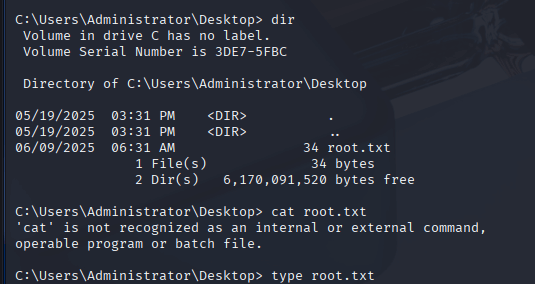 C:\Users\Administrator\Desktop> dir
 Volume in drive C has no label.
 Volume Serial Number is 3DE7-5FBC
 Directory of C:\Users\Administrator\Desktop
05/19/2025  03:31 PM    <DIR>          .
05/19/2025  03:31 PM    <DIR>          ..
06/09/2025  06:31 AM                34 root.txt
               1 File(s)             34 bytes
               2 Dir(s)   6,170,091,520 bytes free
C:\Users\Administrator\Desktop> cat root.txt
'cat' is not recognized as an internal or external command,
operable program or batch file.
C:\Users\Administrator\Desktop> type root.txt